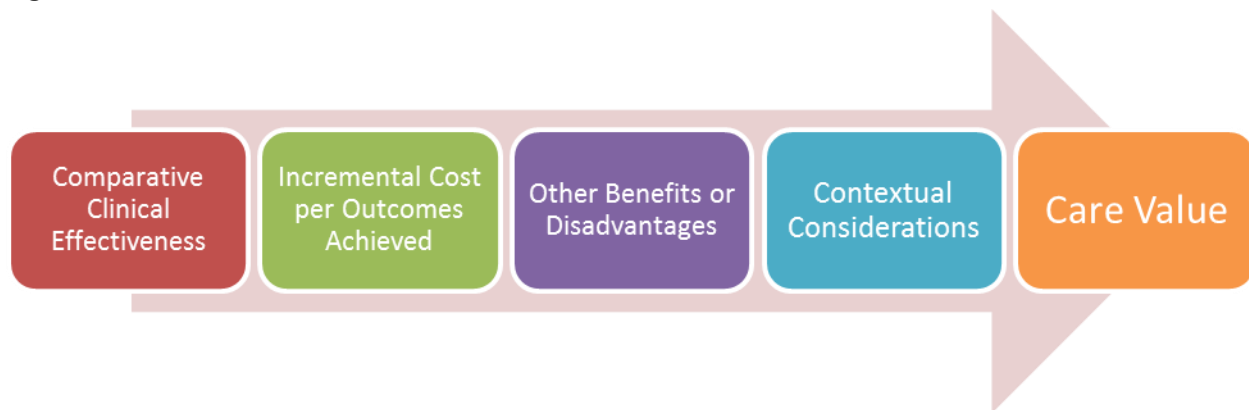 Comparative
Clinical
Effectiveness
Incremental Cost
per Outcomes
Achieved
Other Benefits or
Disadvantages
Contextual
Considerations
Care Value